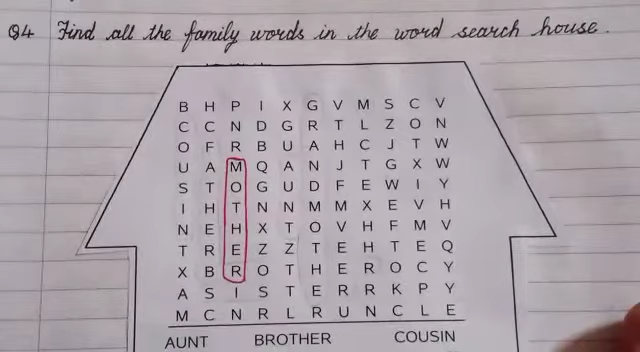 Q4 Find all the family words in the word search house.
B H P I X G V M S C V
C C N D G R T L Z O N
O F R B U A H C J T W
U A M Q A N J T G X W
S T O G U D F E W I Y
I H T N N M M X E V H
N E H X T O V H F M V
T R E Z Z T E H T E Q
X B R O T H E R O C Y
A S I S T E R R K P Y
M C N R L R U N C L E
AUNT BROTHER COUSIN